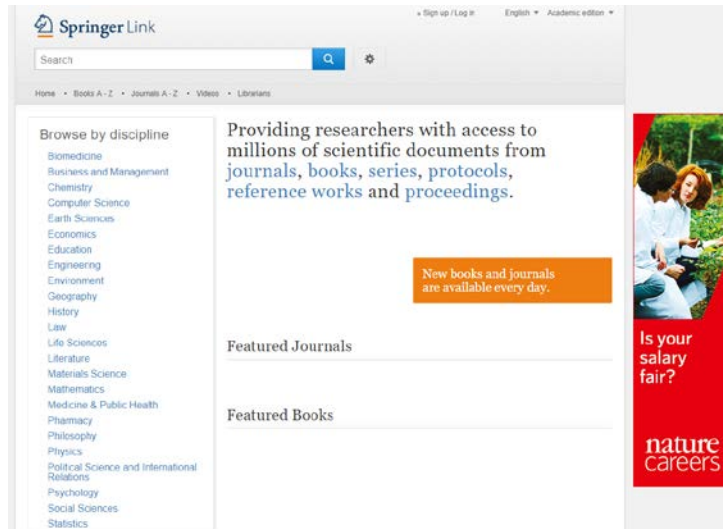 Sign up / Log in English Academic edition
Springer Link
Search
Home • Books A - Z • Journals A - Z • Videos • Librarians
Browse by discipline
Biomedicine
Business and Management
Chemistry
Computer Science
Earth Sciences
Economics
Education
Engineering
Environment
Geography
History
Law
Life Sciences
Literature
Materials Science
Mathematics
Medicine & Public Health
Pharmacy
Philosophy
Physics
Political Science and International
Relations
Psychology
Social Sciences
Statistics
Providing researchers with access to
millions of scientific documents from
journals, books, series, protocols,
reference works and proceedings.
New books and journals
are available every day.
Featured Journals
Featured Books
Is your
salary
fair?
nature
careers